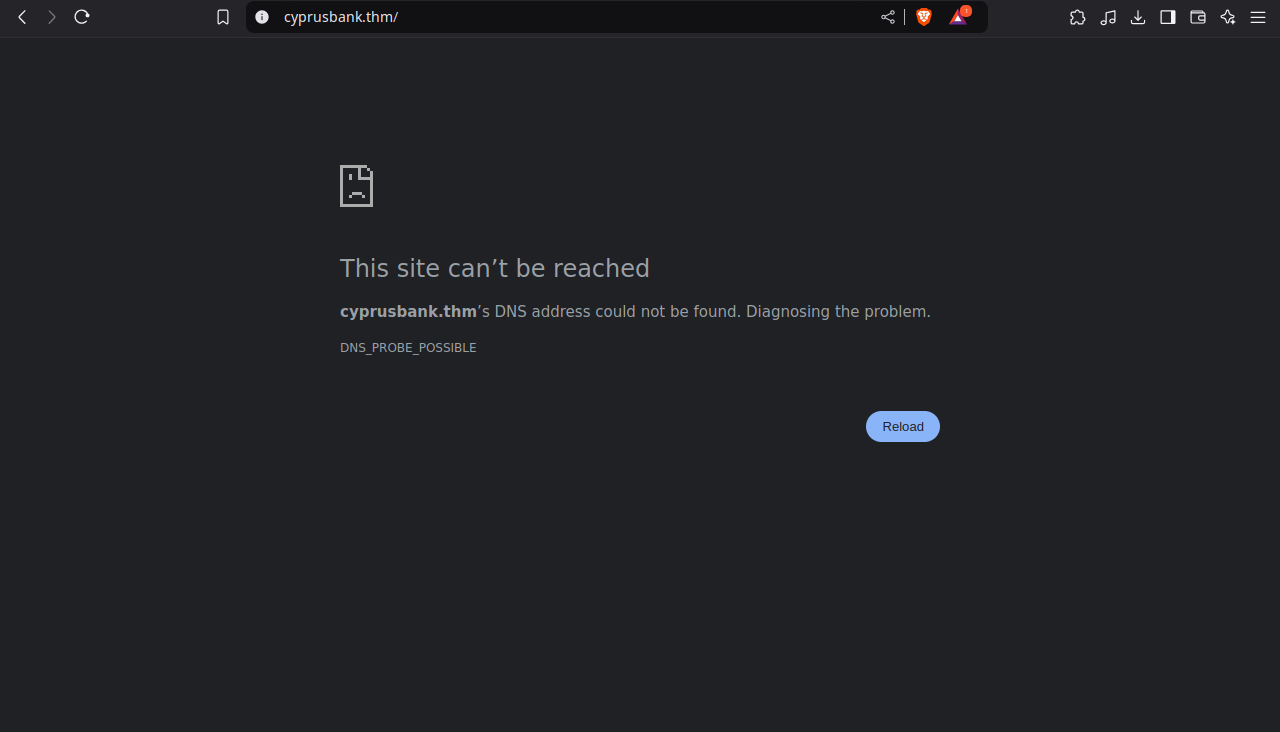 cyprusbank.thm/
This site can’t be reached
cyprusbank.thm’s DNS address could not be found. Diagnosing the problem.
DNS_PROBE_POSSIBLE
Reload